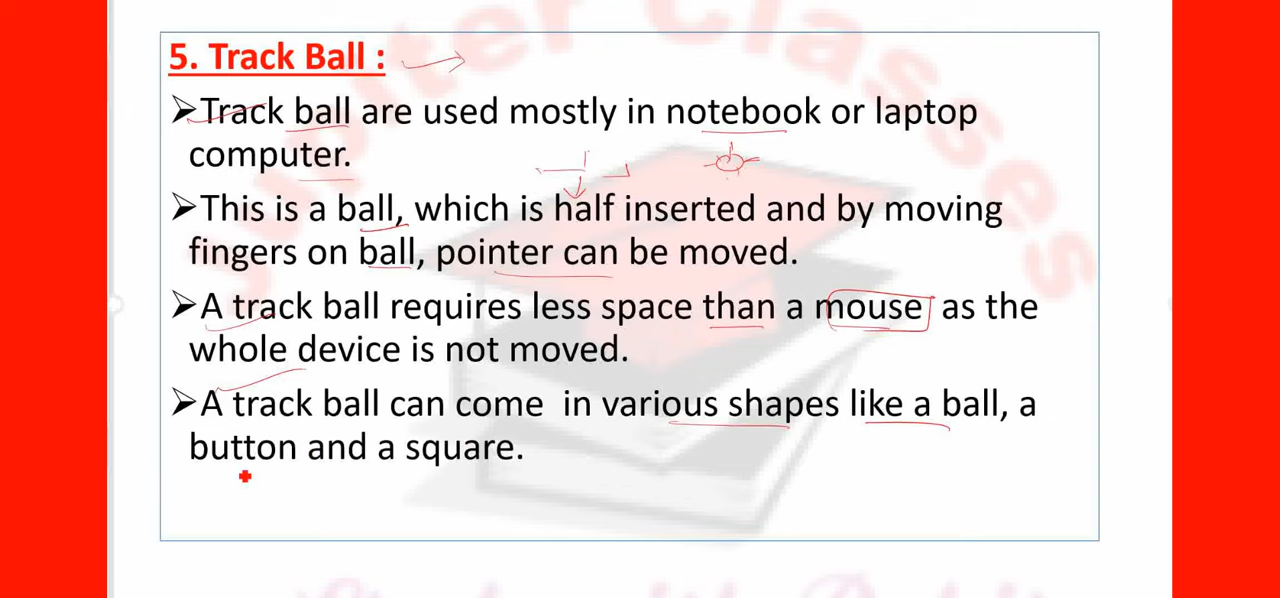 5. Track Ball :
➢Track ball are used mostly in notebook or laptop
computer.
➢This is a ball, which is half inserted and by moving
fingers on ball, pointer can be moved.
➢A track ball requires less space than a mouse as the
whole device is not moved.
➢A track ball can come in various shapes like a ball, a
button and a square.